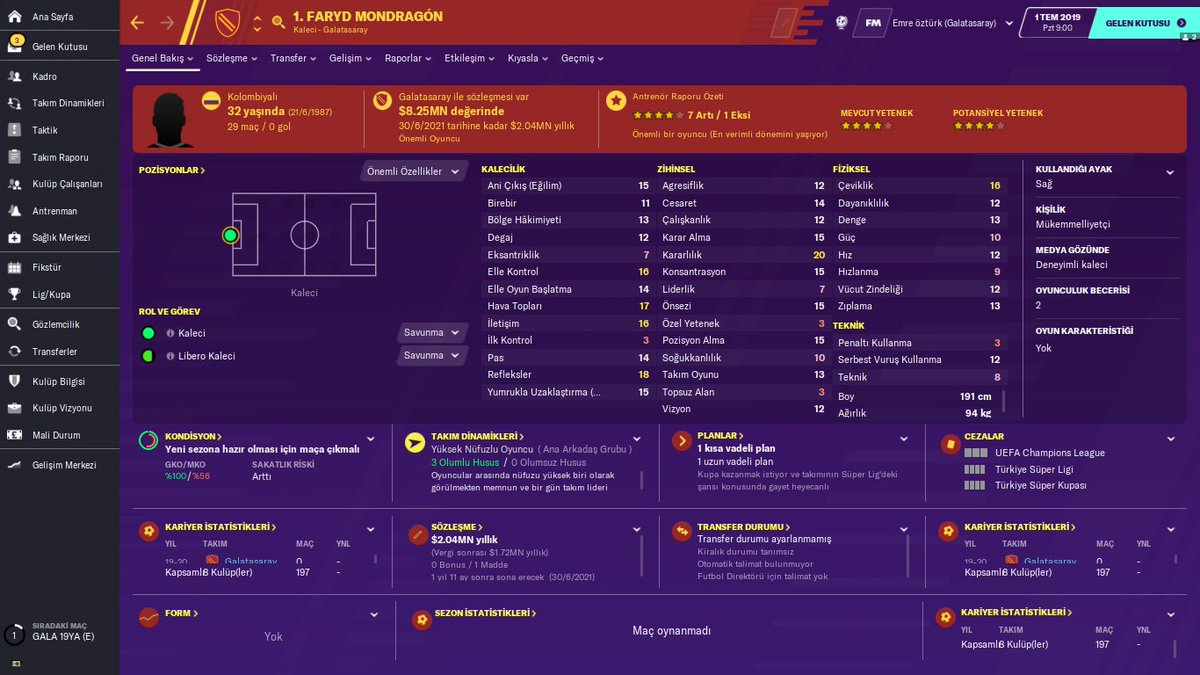 Ana Sayfa
3
Gelen Kutusu
Kadro
Takım Dinamikleri
Taktik
Takım Raporu
Kulüp Çalışanları
Antrenman
Sağlık Merkezi
Fikstür
Lig/Kupa
Gözlemcilik
Transferler
Kulüp Bilgisi
Kulüp Vizyonu
Mali Durum
Gelişim Merkezi
1
SIRADAKİ MAÇ
GALA 19YA (E)
1. FARYD MONDRAGÓN
Kaleci - Galatasaray
FM
Emre öztürk (Galatasaray)
1 TEM 2019
Pzt 9:00
GELEN KUTUSU
2
Genel Bakış
Sözleşme
Transfer
Gelişim
Raporlar
Etkileşim
Kıyasla
Geçmiş
Kolombiyalı
32 yaşında (21/6/1987)
29 maç / 0 gol
Galatasaray ile sözleşmesi var
$8.25MN değerinde
30/6/2021 tarihine kadar $2.04MN yıllık
Önemli Oyuncu
Antrenör Raporu Özeti
7 Artı / 1 Eksi
Önemli bir oyuncu (En verimli dönemini yaşıyor)
MEVCUT YETENEK
POTANSİYEL YETENEK
POZİSYONLAR
Önemli Özellikler
Kaleci
ROL VE GÖREV
Kaleci
Savunma
Libero Kaleci
Savunma
KALECİLİK
Ani Çıkış (Eğilim) 15
Birebir 11
Bölge Hâkimiyeti 13
Degaj 12
Eksantriklik 7
Elle Kontrol 16
Elle Oyun Başlatma 14
Hava Topları 17
İletişim 16
İlk Kontrol 3
Pas 14
Refleksler 18
Yumrukla Uzaklaştırma (... 15
ZİHİNSEL
Agresiflik 12
Cesaret 14
Çalışkanlık 12
Karar Alma 15
Kararlılık 20
Konsantrasyon 15
Liderlik 7
Önsezi 15
Özel Yetenek 3
Pozisyon Alma 15
Soğukkanlılık 10
Takım Oyunu 13
Topsuz Alan 3
Vizyon 12
FİZİKSEL
Çeviklik 16
Dayanıklılık 12
Denge 13
Güç 10
Hız 12
Hızlanma 9
Vücut Zindeliği 12
Zıplama 13
TEKNİK
Penaltı Kullanma 3
Serbest Vuruş Kullanma 12
Teknik 8
Boy 191 cm
Ağırlık 94 kg
KULLANDIĞI AYAK
Sağ
KİŞİLİK
Mükemmelliyetçi
MEDYA GÖZÜNDE
Deneyimli kaleci
OYUNCULUK BECERİSİ
2
OYUN KARAKTERİSTİĞİ
Yok
KONDİSYON
Yeni sezona hazır olması için maça çıkmalı
GKO/MKO SAKATLIK RİSKİ
%100/%56 Arttı
TAKIM DİNAMİKLERİ
Yüksek Nüfuzlu Oyuncu ( Ana Arkadaş Grubu )
3 Olumlu Husus / 0 Olumsuz Husus
Oyuncular arasında nüfuzu yüksek biri olarak
görülmekten memnun ve bir gün takım lideri
PLANLAR
1 kısa vadeli plan
1 uzun vadeli plan
Kupa kazanmak istiyor ve takımının Süper Lig'deki
şansı konusunda gayet heyecanlı
CEZALAR
UEFA Champions League
Türkiye Süper Ligi
Türkiye Süper Kupası
KARİYER İSTATİSTİKLERİ
YIL TAKIM MAÇ YNL
19-20 Galatasaray 0 -
Kapsamlı 6 Kulüp(ler) 197 -
SÖZLEŞME
$2.04MN yıllık
(Vergi sonrası $1.72MN yıllık)
0 Bonus / 1 Madde
1 yıl 11 ay sonra sona erecek (30/6/2021)
TRANSFER DURUMU
Transfer durumu ayarlanmamış
Kiralık durumu tanımsız
Otomatik talimat bulunmuyor
Futbol Direktörü için talimat yok
KARİYER İSTATİSTİKLERİ
YIL TAKIM MAÇ YNL
19-20 Galatasaray 0 -
Kapsamlı 6 Kulüp(ler) 197 -
FORM
Yok
SEZON İSTATİSTİKLERİ
Maç oynanmadı
KARİYER İSTATİSTİKLERİ
YIL TAKIM MAÇ YNL
Kapsamlı 6 Kulüp(ler) 197 -